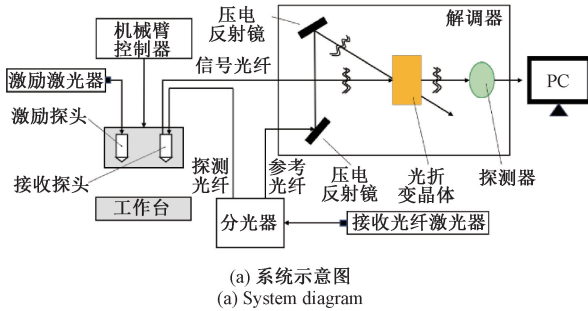 压电
反射镜
解调器
机械臂
控制器
信号光纤
激励激光器
PC
激励探头
接收探头
探测
光纤
参考
光纤
压电
反射镜
光折
变晶体
探测器
工作台
分光器
接收光纤激光器
(a) 系统示意图
(a) System diagram